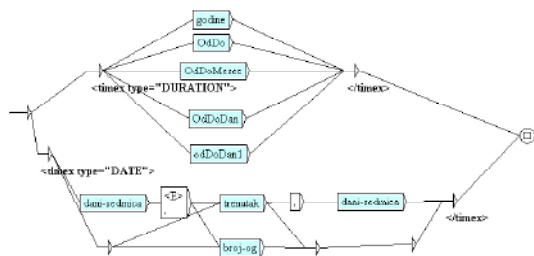 godine
OdDo
OdDoMesec
<timex type="DURATION">
</timex>
OdDoDan
odDoDan1
<timex type="DATE">
dani-sedmica
<E>
,
trenutak
,
dani-sedmica
</timex>
broj-og